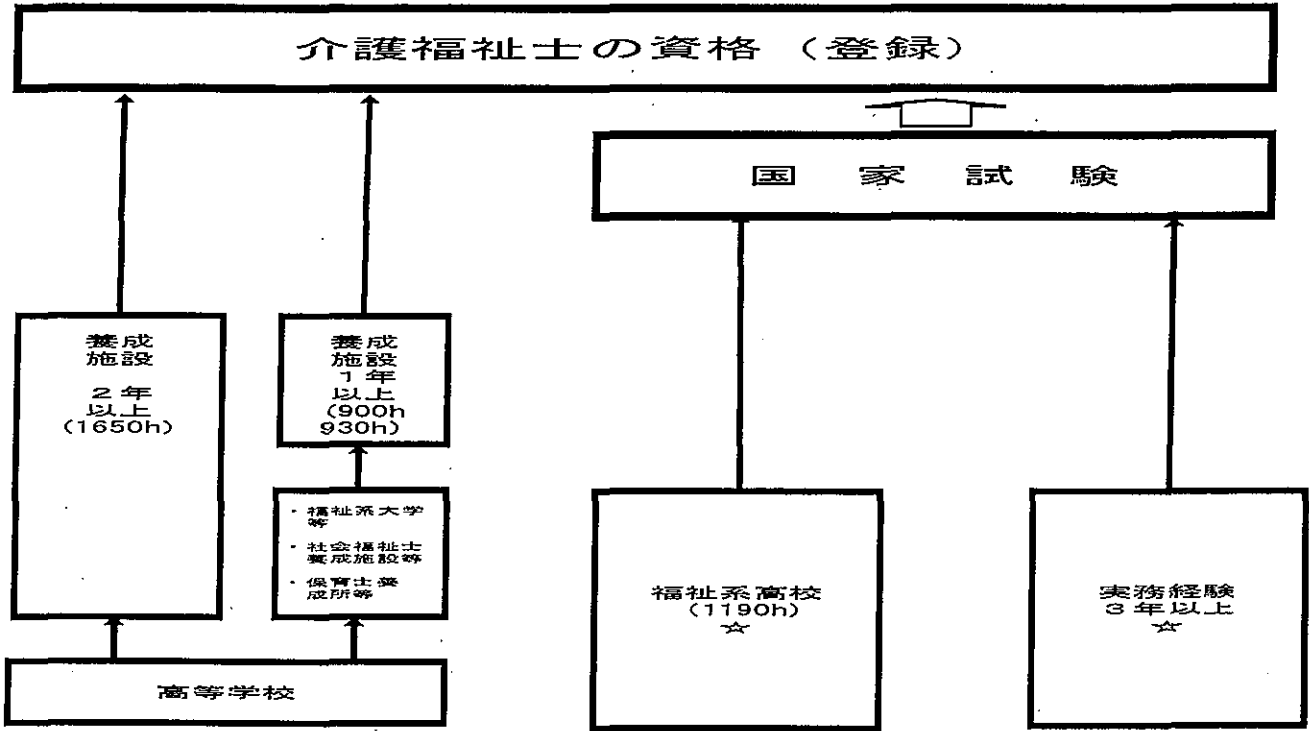 介護福祉士の資格（登録）
国家試験
養成
施設
２年
以上
(1650h)
養成
施設
１年
以上
(900h
930h)
・福祉系大学
等
・社会福祉士
養成施設等
・保育士養
成所等
福祉系高校
(1190h)
☆
実務経験
３年以上
☆
高等学校